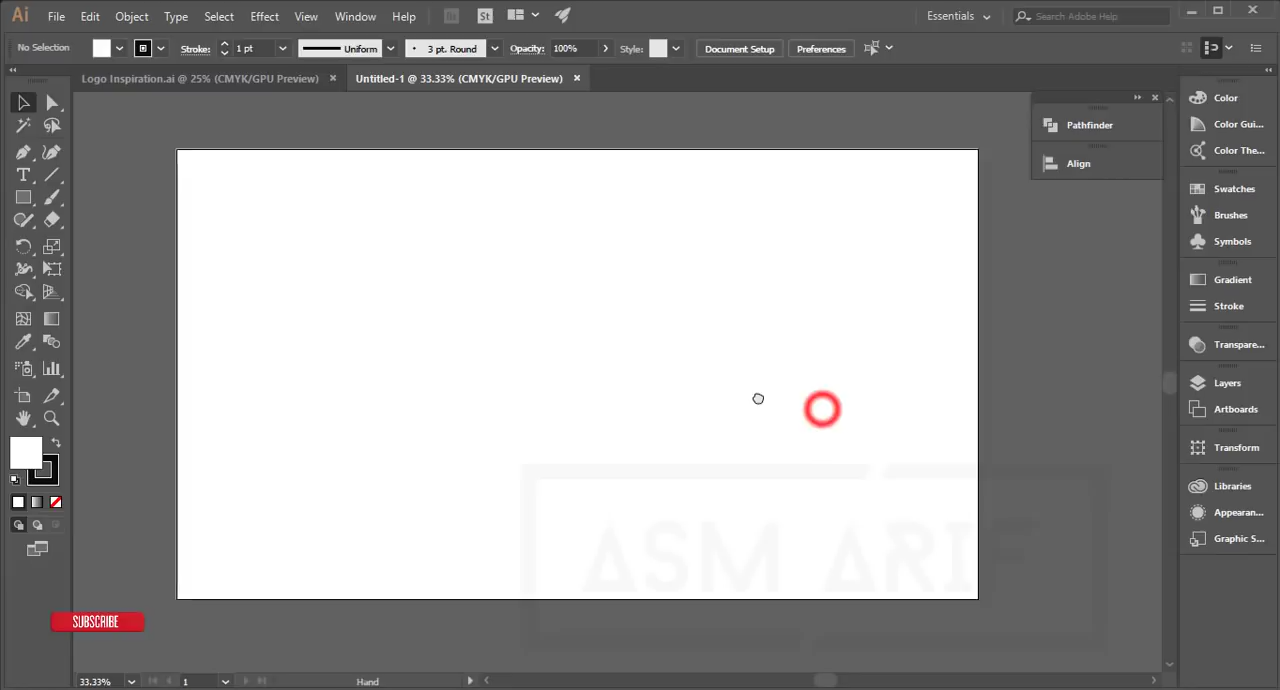 Ai File Edit Object Type Select Effect View Window Help Br St Essentials Search Adobe Help
No Selection Stroke: 1 pt Uniform 3 pt. Round Opacity: 100% Style: Document Setup Preferences
Logo Inspiration.ai @ 25% (CMYK/GPU Preview) × Untitled-1 @ 33.33% (CMYK/GPU Preview) ×
Pathfinder
Align
Color
Color Gui...
Color The...
Swatches
Brushes
Symbols
Gradient
Stroke
Transpare...
Layers
Artboards
Transform
Libraries
Appearan...
Graphic S...
ASM ARIF
SUBSCRIBE
33.33% 1 Hand